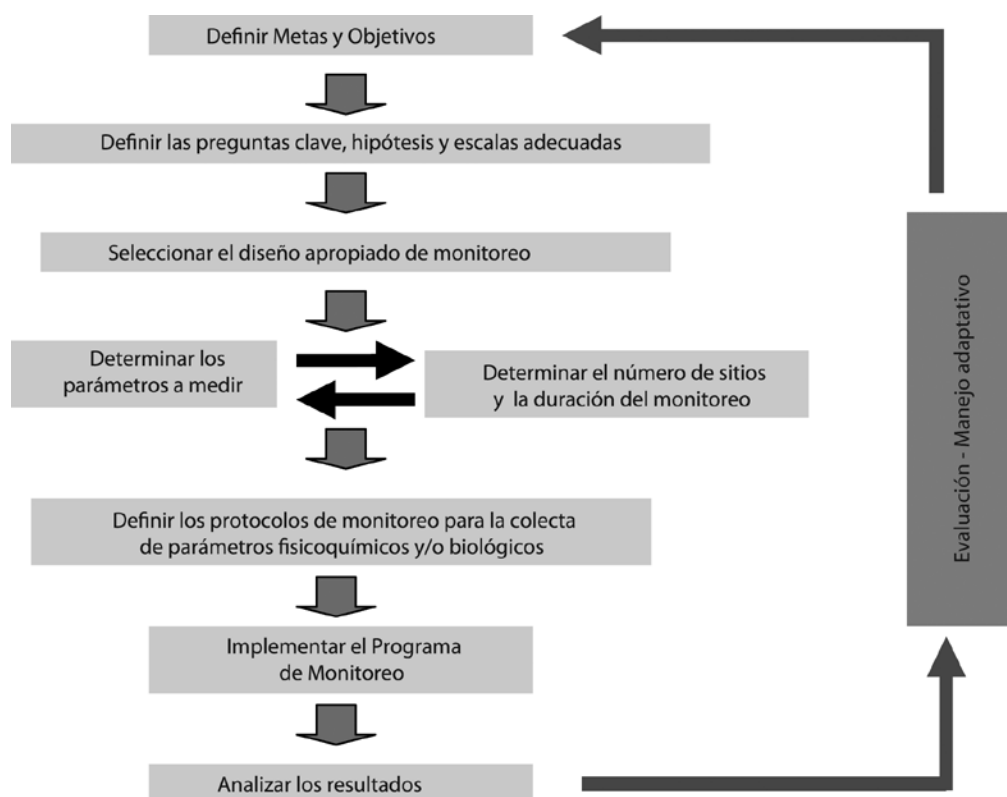 Definir Metas y Objetivos
Definir las preguntas clave, hipótesis y escalas adecuadas
Seleccionar el diseño apropiado de monitoreo
Determinar los
parámetros a medir
Determinar el número de sitios
y la duración del monitoreo
Definir los protocolos de monitoreo para la colecta
de parámetros fisicoquímicos y/o biológicos
Implementar el Programa
de Monitoreo
Analizar los resultados
Evaluación - Manejo adaptativo